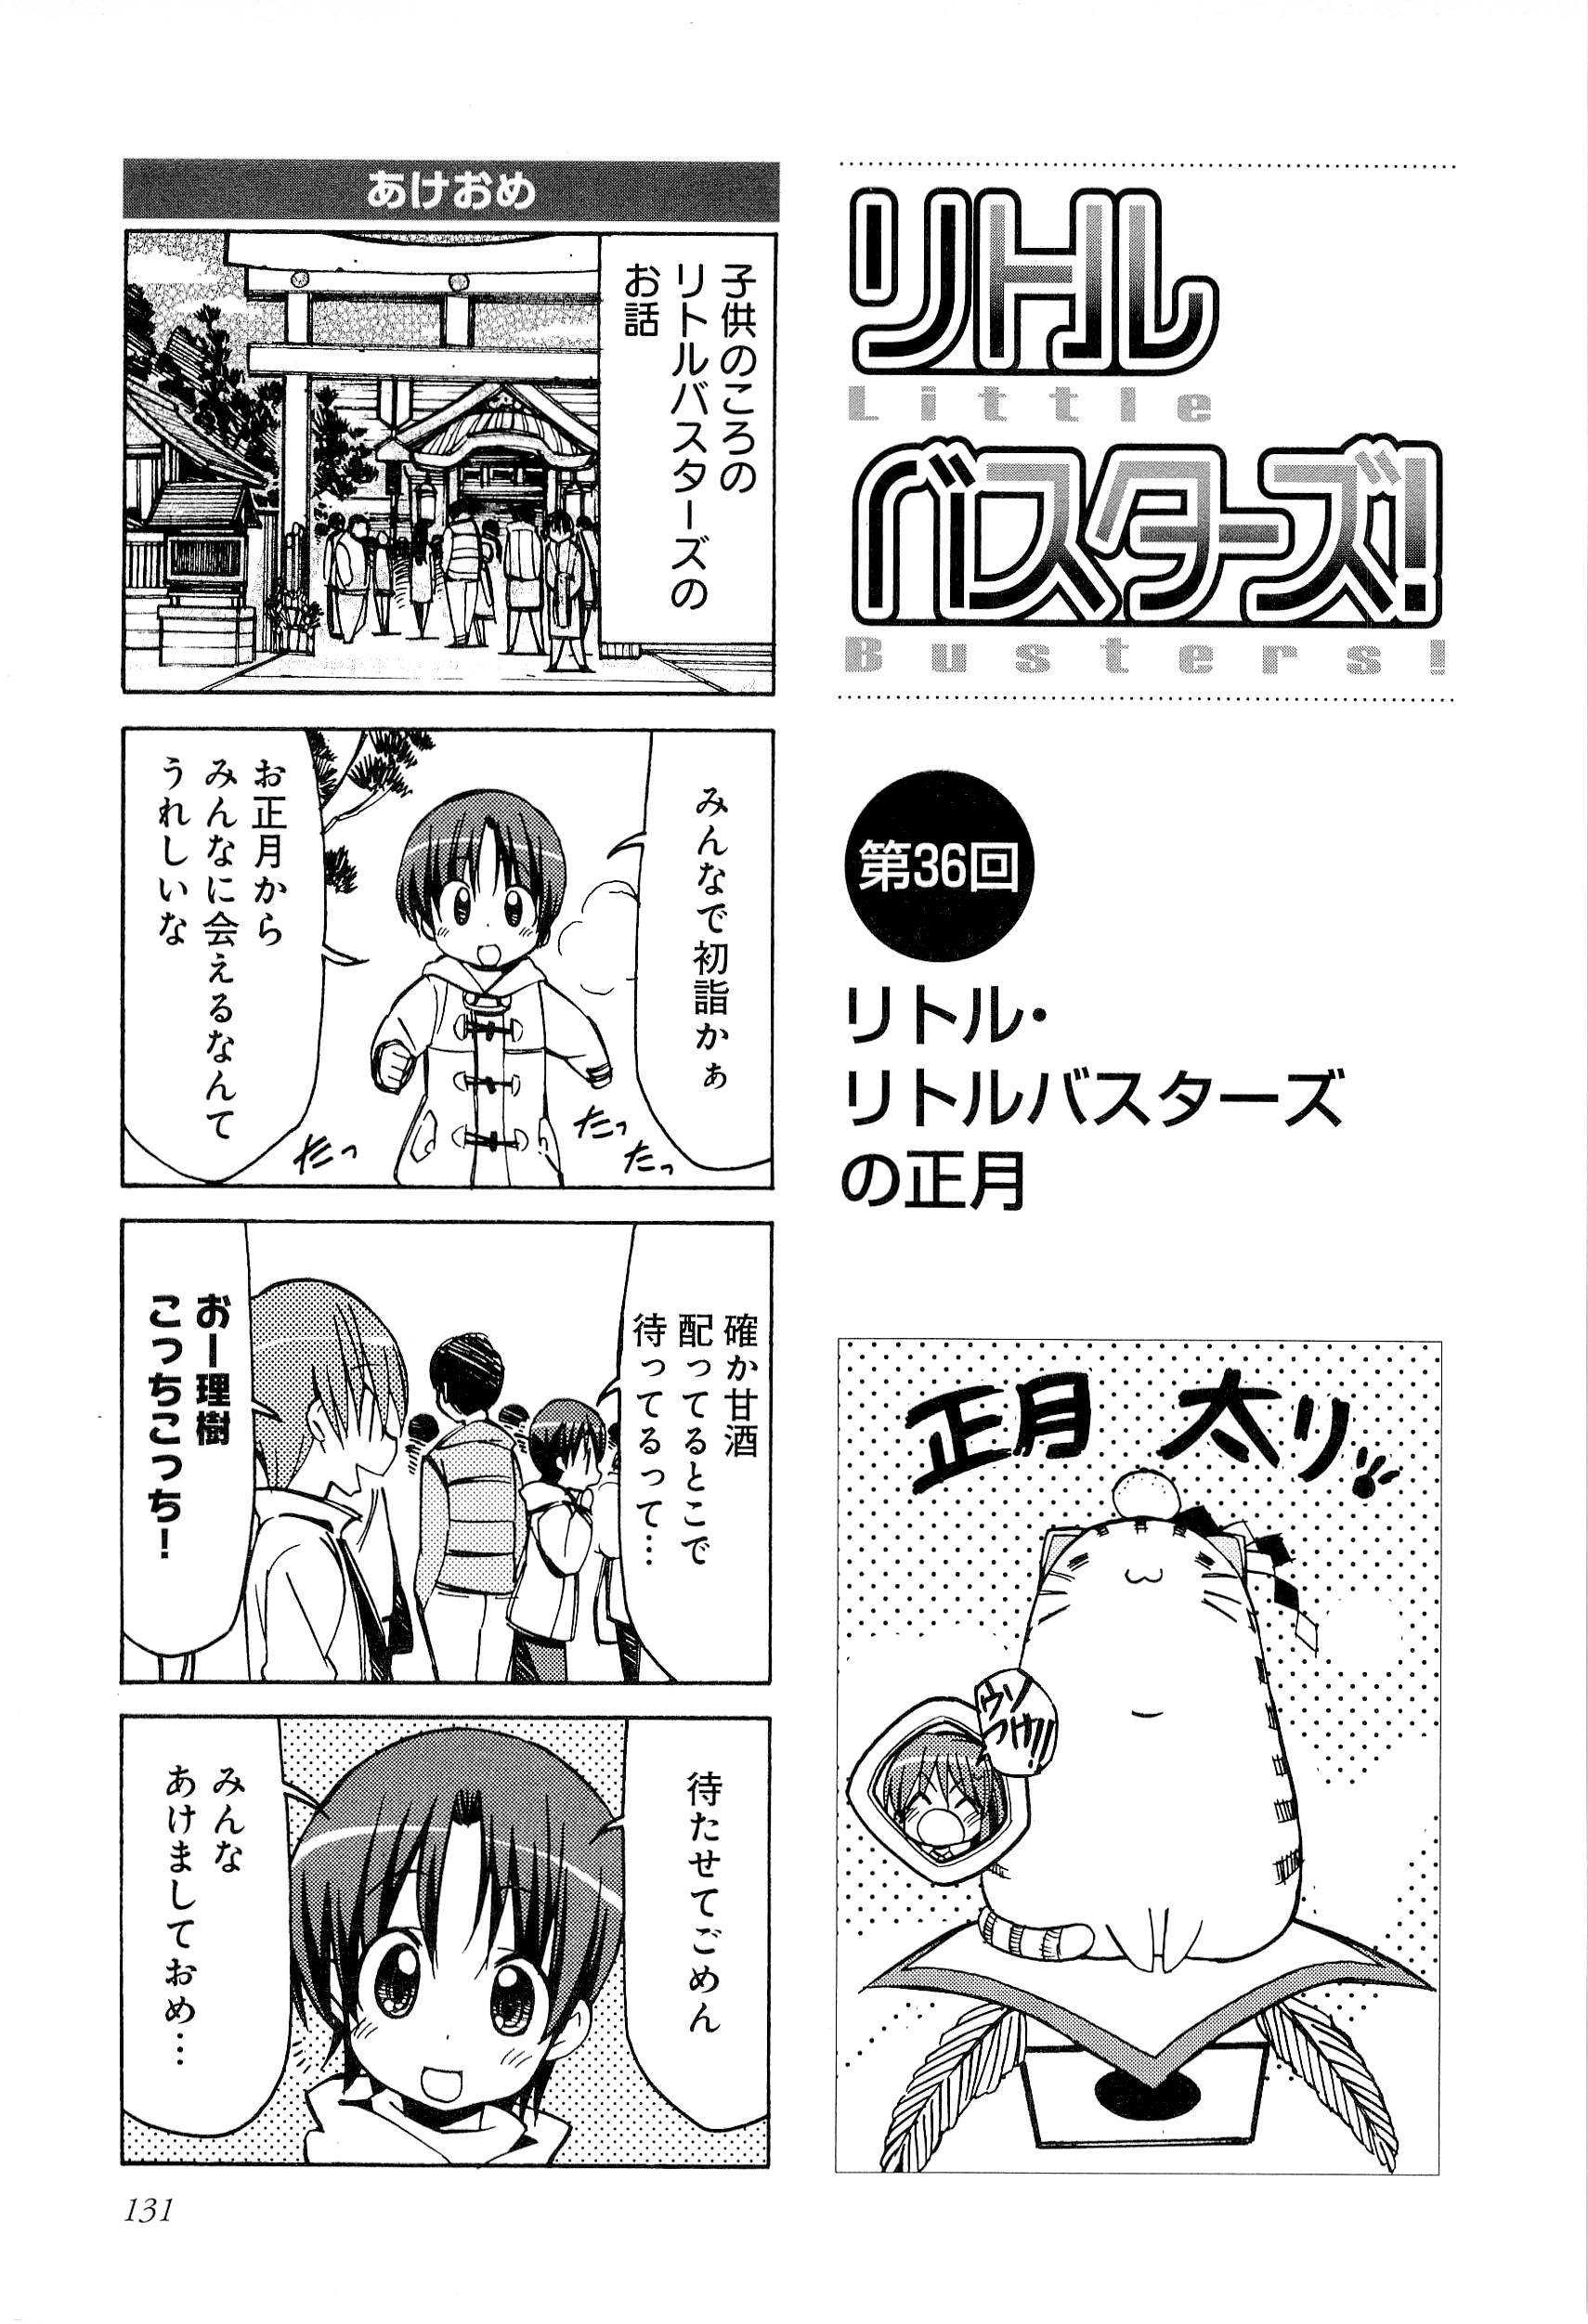 リトル
Little
バスターズ!
Busters!
第36回
リトル・
リトルバスターズ
の正月
正月 太り
ウソ
つけ!!
あけおめ
子供のころの
リトルバスターズの
お話
みんなで初詣かぁ
お正月から
みんなに会えるなんて
うれしいな
たっ
たっ
たっ
確か甘酒
配ってるとこで
待ってるって…
おー理樹
こっちこっち!
待たせてごめん
みんな
あけましておめ…
131